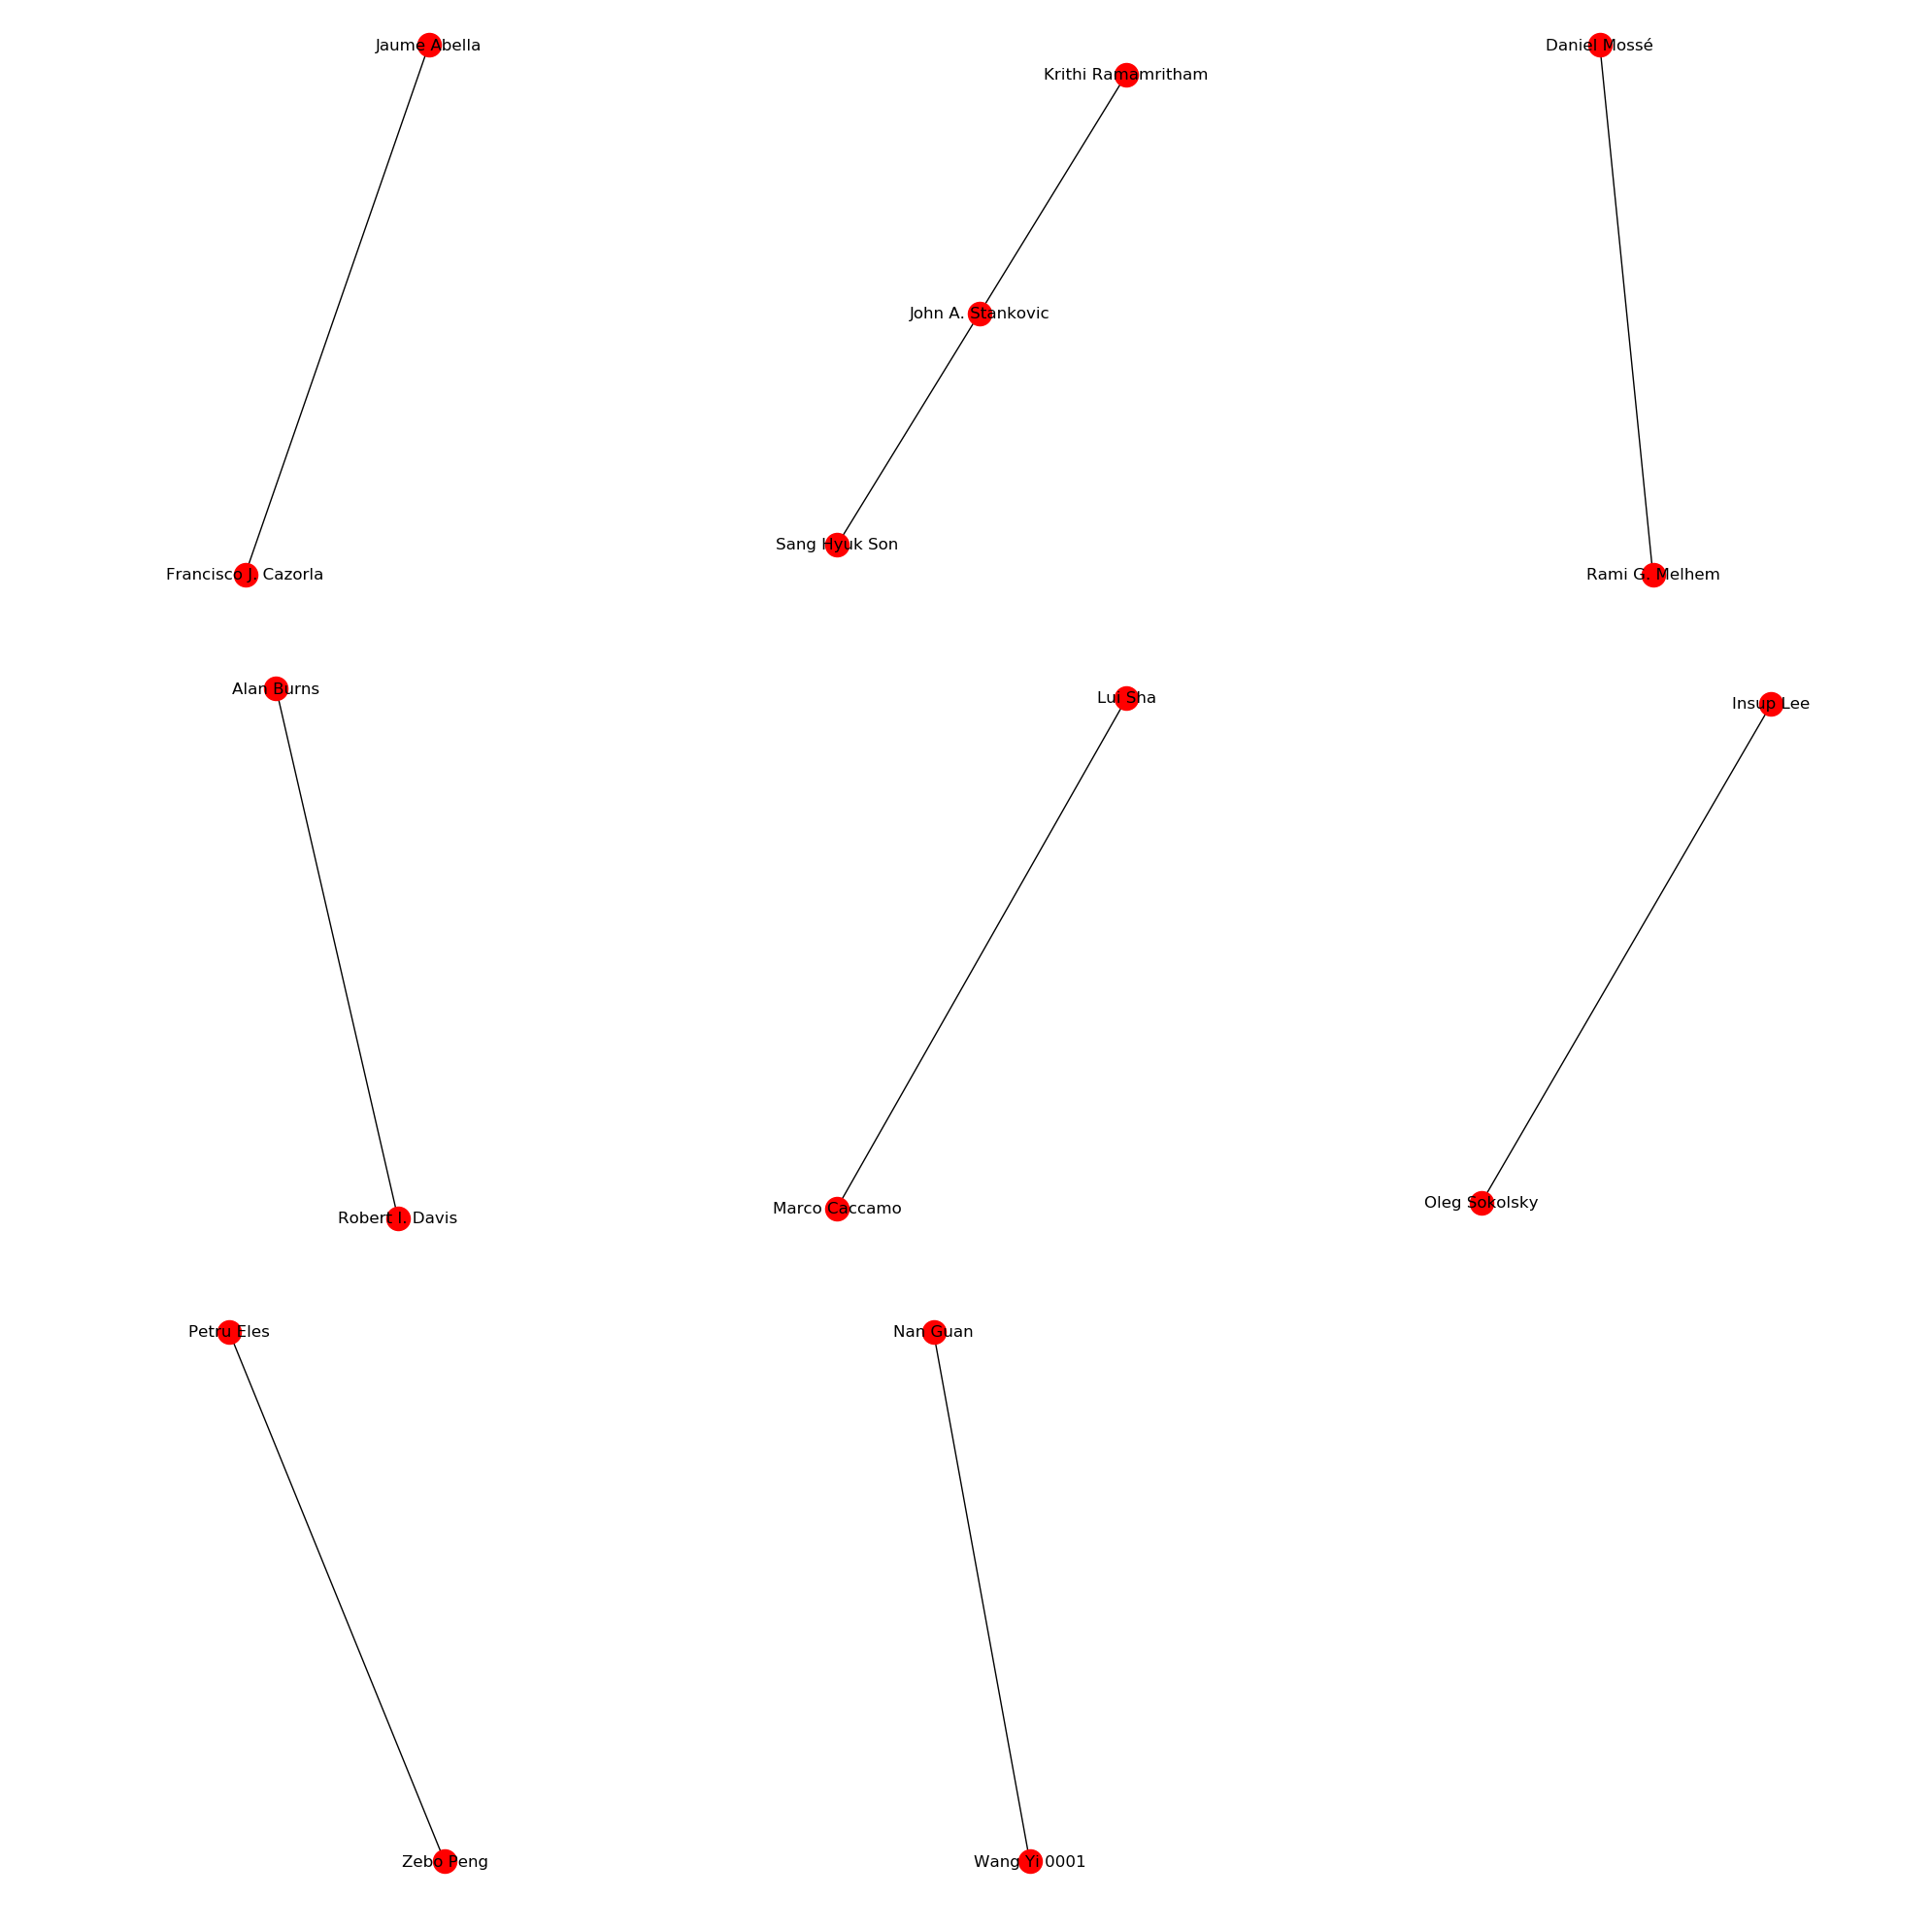 Jaume Abella
Daniel Mossé
Krithi Ramamritham
John A. Stankovic
Sang Hyuk Son
Francisco J. Cazorla
Rami G. Melhem
Alan Burns
Lui Sha
Insup Lee
Oleg Sokolsky
Marco Caccamo
Robert I. Davis
Petru Eles
Nan Guan
Zebo Peng
Wang Yi 0001